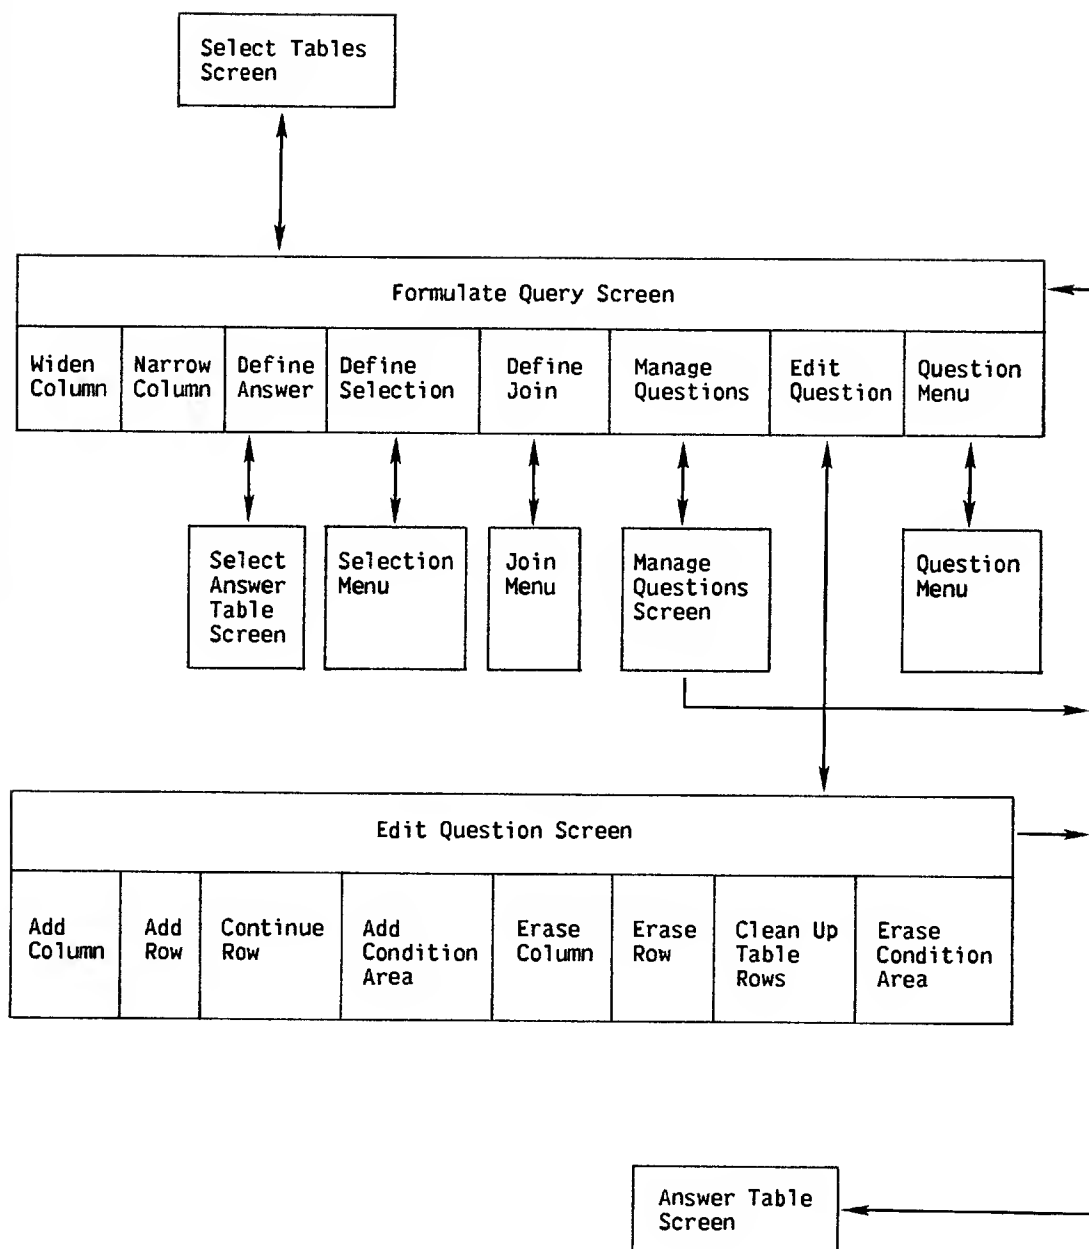 Select Tables
Screen
Formulate Query Screen
Widen
Column
Narrow
Column
Define
Answer
Define
Selection
Define
Join
Manage
Questions
Edit
Question
Question
Menu
Select
Answer
Table
Screen
Selection
Menu
Join
Menu
Manage
Questions
Screen
Question
Menu
Edit Question Screen
Add
Column
Add
Row
Continue
Row
Add
Condition
Area
Erase
Column
Erase
Row
Clean Up
Table
Rows
Erase
Condition
Area
Answer Table
Screen